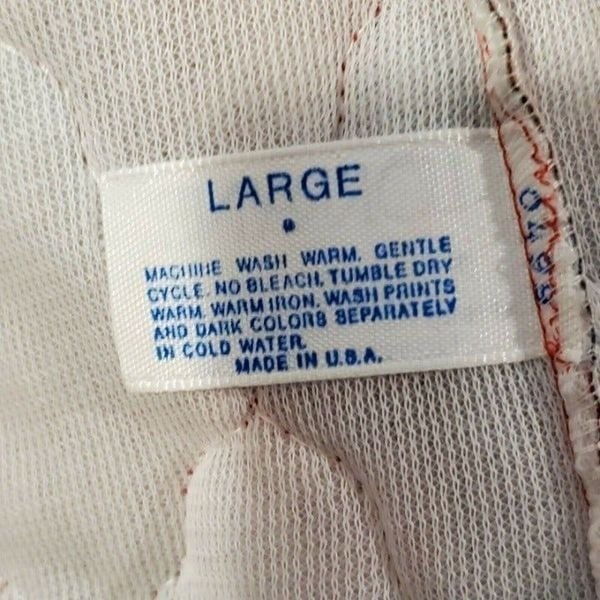 LARGE
MACHINE WASH WARM, GENTLE
CYCLE. NO BLEACH, TUMBLE DRY
WARM, WARM IRON. WASH PRINTS
AND DARK COLORS SEPARATELY
IN COLD WATER.
MADE IN U.S.A.